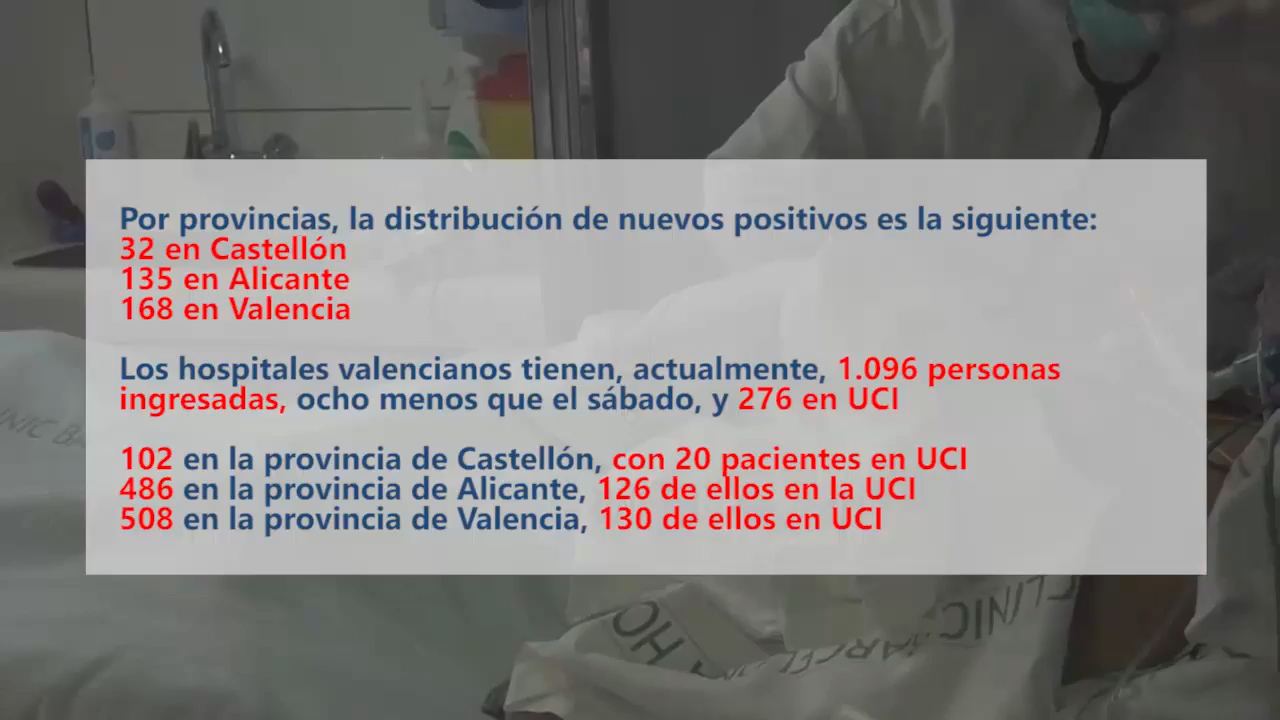 Por provincias, la distribución de nuevos positivos es la siguiente:
32 en Castellón
135 en Alicante
168 en Valencia
Los hospitales valencianos tienen, actualmente, 1.096 personas
ingresadas, ocho menos que el sábado, y 276 en UCI
102 en la provincia de Castellón, con 20 pacientes en UCI
486 en la provincia de Alicante, 126 de ellos en la UCI
508 en la provincia de Valencia, 130 de ellos en UCI
CLINIC
HO